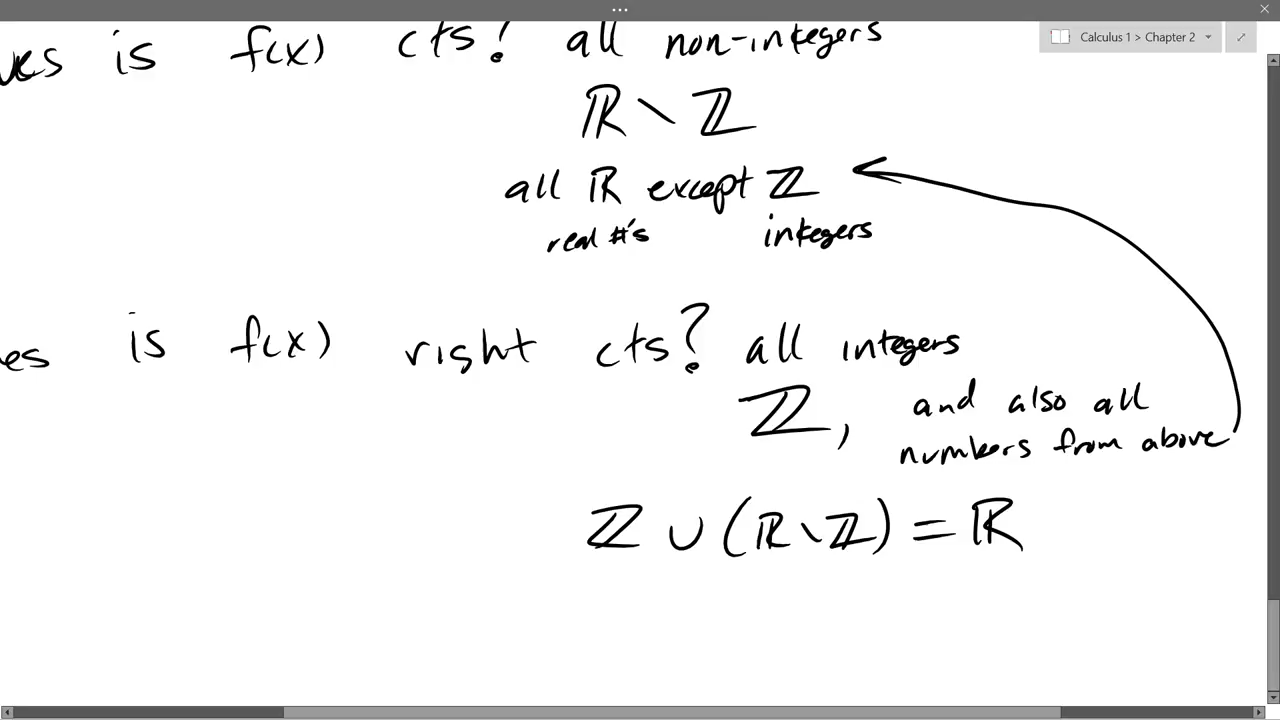 Calculus 1 > Chapter 2
is f(x) cts? all non-integers
ℝ \ ℤ
all ℝ except ℤ
real #'s integers
is f(x) right cts? all integers
ℤ, and also all
numbers from above
ℤ ∪ (ℝ \ ℤ) = ℝ